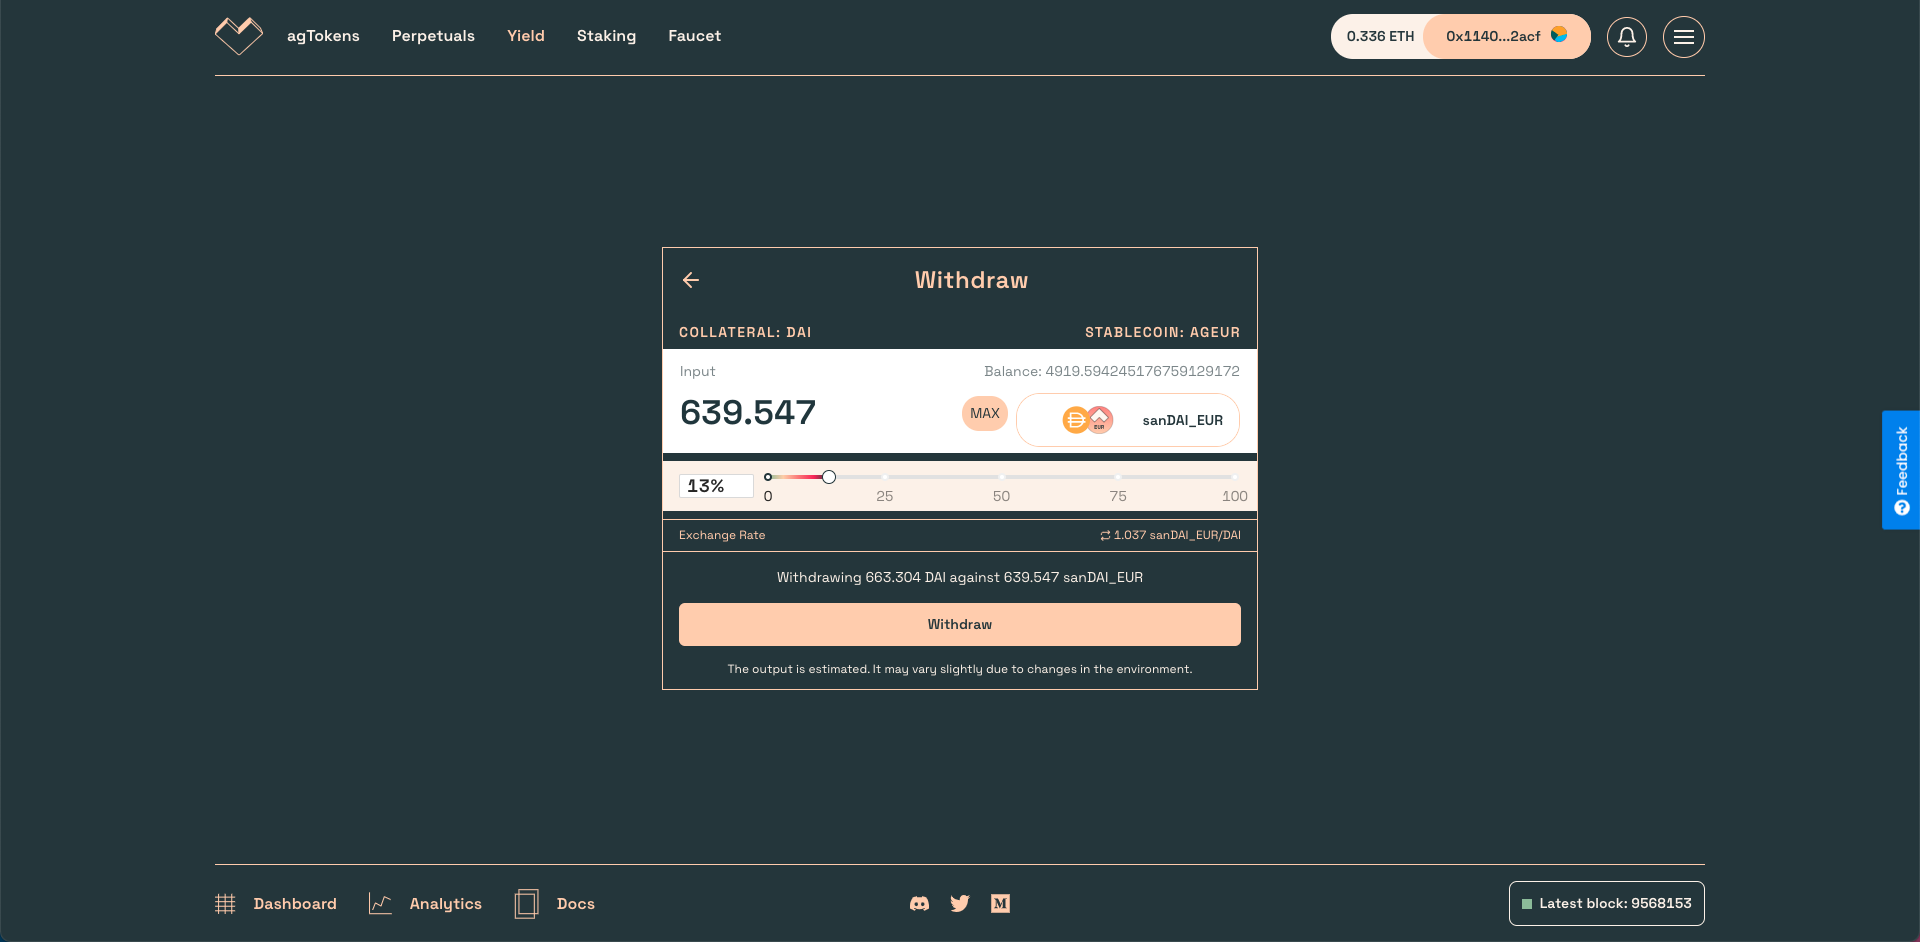 agTokens Perpetuals Yield Staking Faucet 0.336 ETH 0x1140...2acf
Withdraw
COLLATERAL: DAI STABLECOIN: AGEUR
Input Balance: 4919.594245176759129172
639.547 MAX EUR sanDAI_EUR
13% 0 25 50 75 100
Exchange Rate 1.037 sanDAI_EUR/DAI
Withdrawing 663.304 DAI against 639.547 sanDAI_EUR
Withdraw
The output is estimated. It may vary slightly due to changes in the environment.
Feedback
Dashboard Analytics Docs M Latest block: 9568153